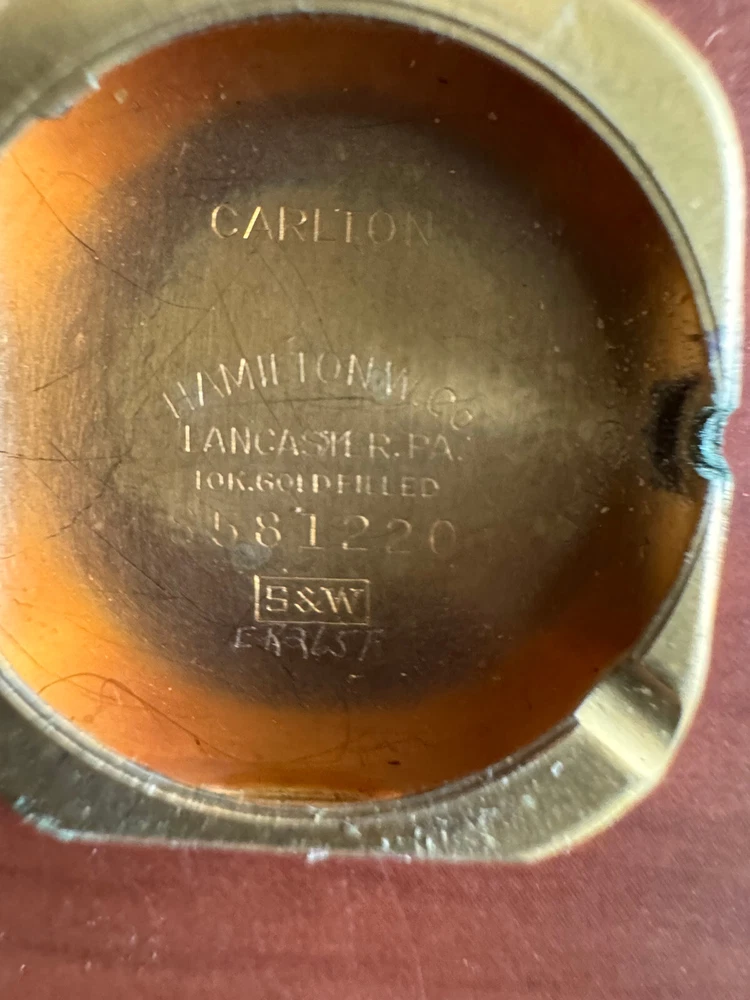 CARLTON
HAMILTON W. CO
LANCASTER. PA.
10K. GOLD FILLED
581220
S&W